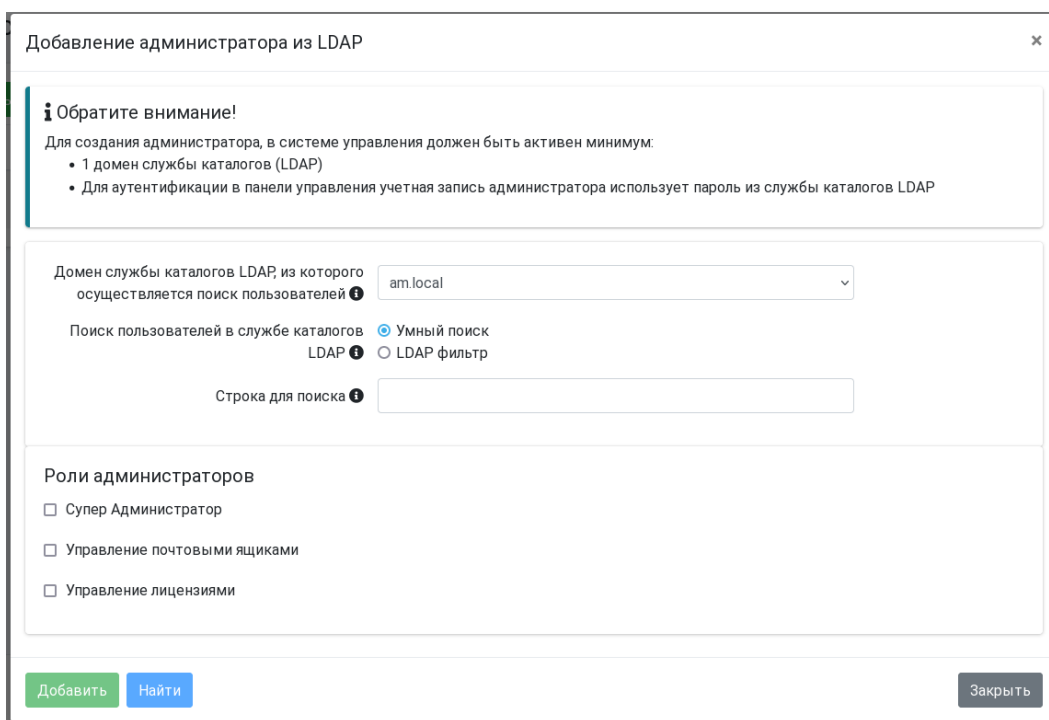 Добавление администратора из LDAP
×
Обратите внимание!
Для создания администратора, в системе управления должен быть активен минимум:
• 1 домен службы каталогов (LDAP)
• Для аутентификации в панели управления учетная запись администратора использует пароль из службы каталогов LDAP
Домен службы каталогов LDAP, из которого
осуществляется поиск пользователей
am.local
Поиск пользователей в службе каталогов
LDAP
Умный поиск
LDAP фильтр
Строка для поиска
Роли администраторов
Супер Администратор
Управление почтовыми ящиками
Управление лицензиями
Добавить
Найти
Закрыть